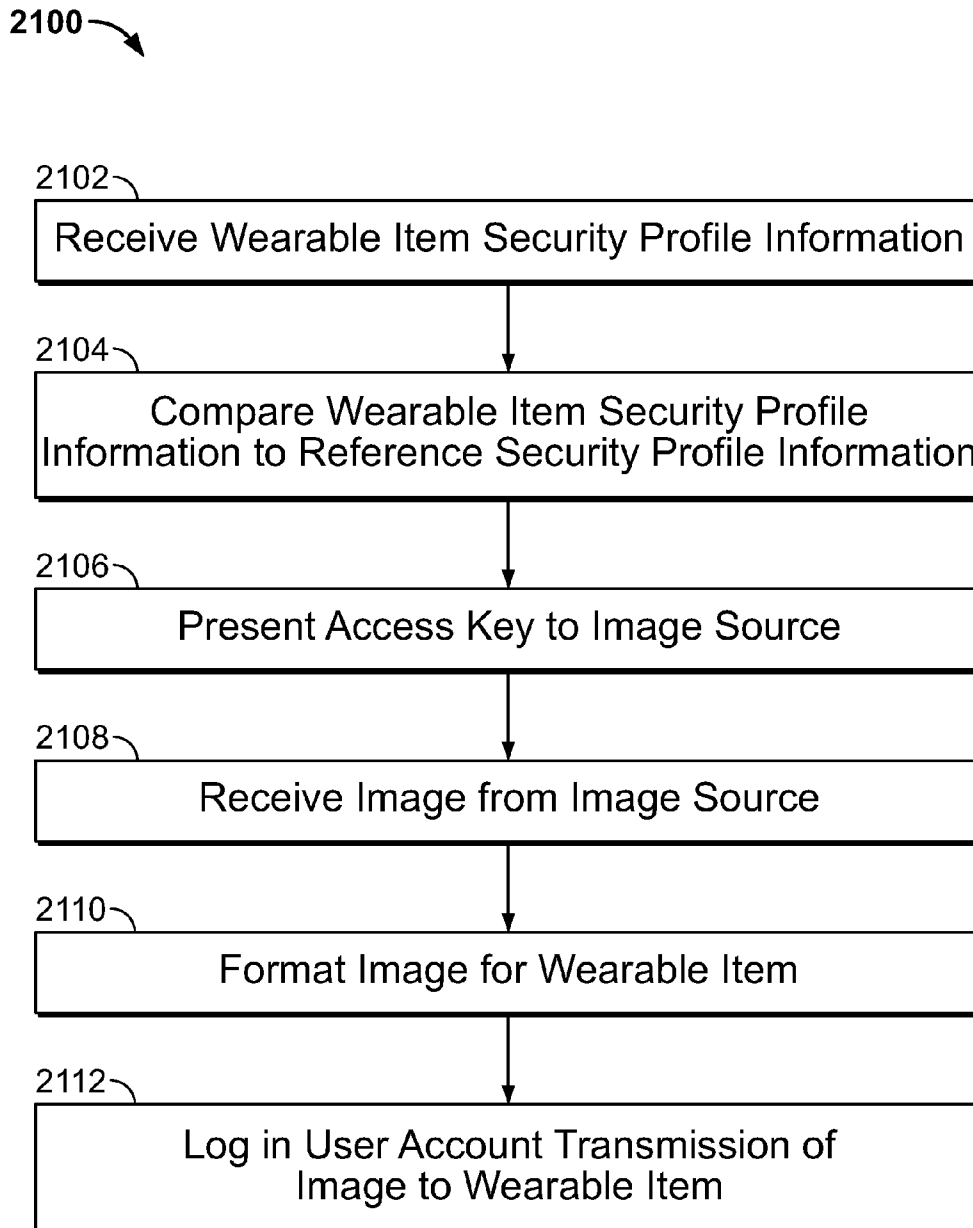 2100
2102
Receive Wearable Item Security Profile Information
2104
Compare Wearable Item Security Profile
Information to Reference Security Profile Information
2106
Present Access Key to Image Source
2108
Receive Image from Image Source
2110
Format Image for Wearable Item
2112
Log in User Account Transmission of
Image to Wearable Item